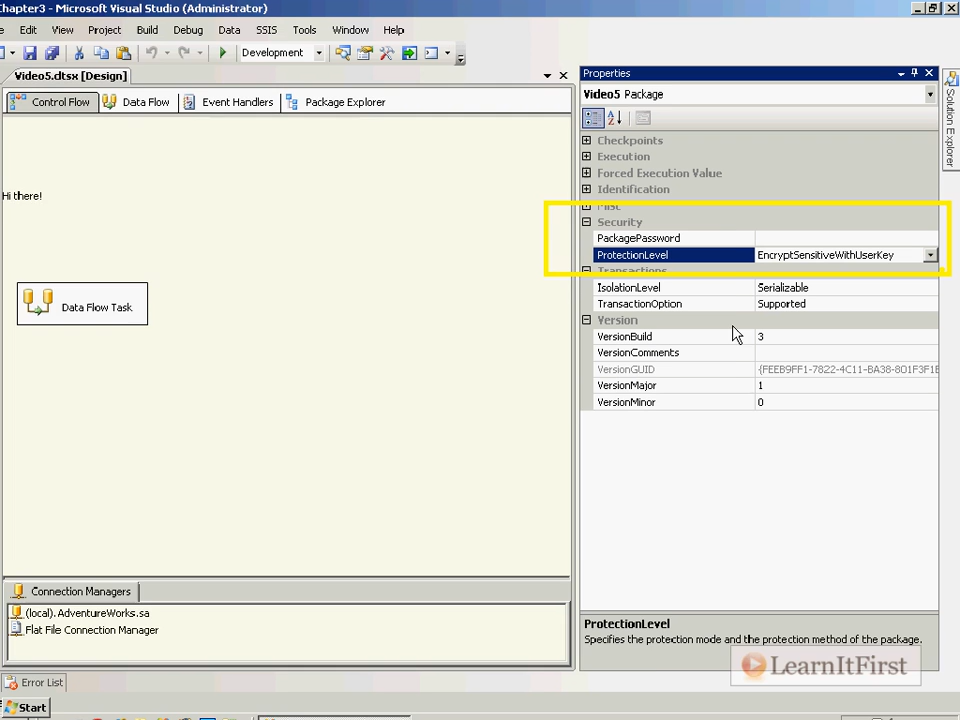 Chapter3 - Microsoft Visual Studio (Administrator)
Edit View Project Build Debug Data SSIS Tools Window Help
Development
Video5.dtsx [Design]
Control Flow Data Flow Event Handlers Package Explorer
Hi there!
Data Flow Task
Connection Managers
(local).AdventureWorks.sa
Flat File Connection Manager
Error List
Start
Properties
Video5 Package
Checkpoints
Execution
Forced Execution Value
Identification
Misc
Security
PackagePassword
ProtectionLevel EncryptSensitiveWithUserKey
Transactions
IsolationLevel Serializable
TransactionOption Supported
Version
VersionBuild 3
VersionComments
VersionGUID {FEEB9FF1-7822-4C11-BA38-801F3F1E
VersionMajor 1
VersionMinor 0
ProtectionLevel
Specifies the protection mode and the protection method of the package.
LearnItFirst
Solution Explorer